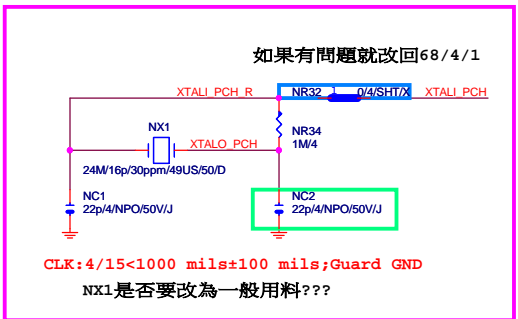 如果有問題就改回68/4/1
XTALI_PCH_R
NR32 1 0/4/SHT/X
XTALI_PCH
NX1
XTALO_PCH
NR34
1M/4
24M/16p/30ppm/49US/50/D
NC1
22p/4/NPO/50V/J
NC2
22p/4/NPO/50V/J
CLK:4/15<1000 mils±100 mils;Guard GND
NX1是否要改為一般用料???